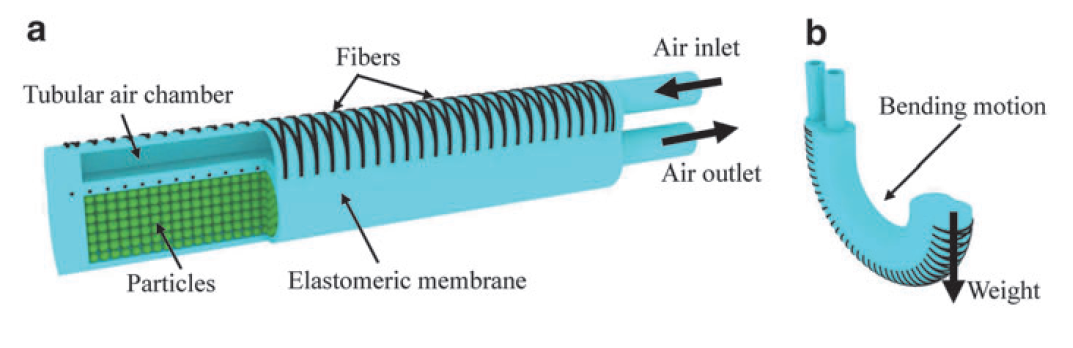 a
Fibers
Air inlet
Tubular air chamber
Air outlet
Particles
Elastomeric membrane
b
Bending motion
Weight